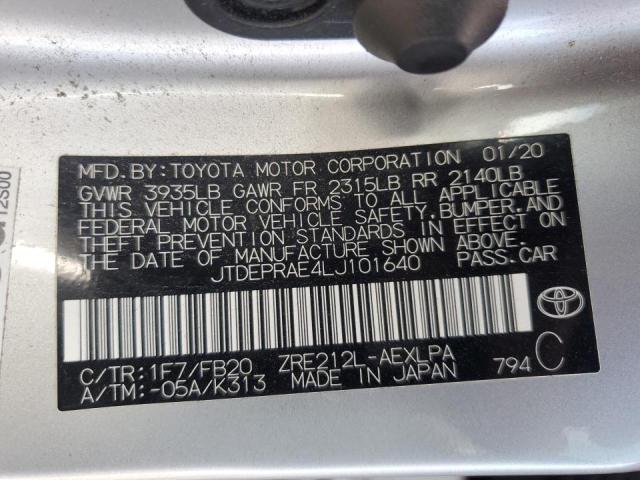 MFD.BY:TOYOTA MOTOR CORPORATION 01/20
GVWR 3935LB GAWR FR 2315LB RR 2140LB
THIS VEHICLE CONFORMS TO ALL APPLICABLE
FEDERAL MOTOR VEHICLE SAFETY,BUMPER,AND
THEFT PREVENTION STANDARDS IN EFFECT ON
THE DATE OF MANUFACTURE SHOWN ABOVE.
JTDEPRAE4LJ101640 PASS.CAR
C/TR:1F7/FB20 ZRE212L-AEXLPA
A/TM:-05A/K313 MADE IN JAPAN 794 C
TOYOTA
12S00